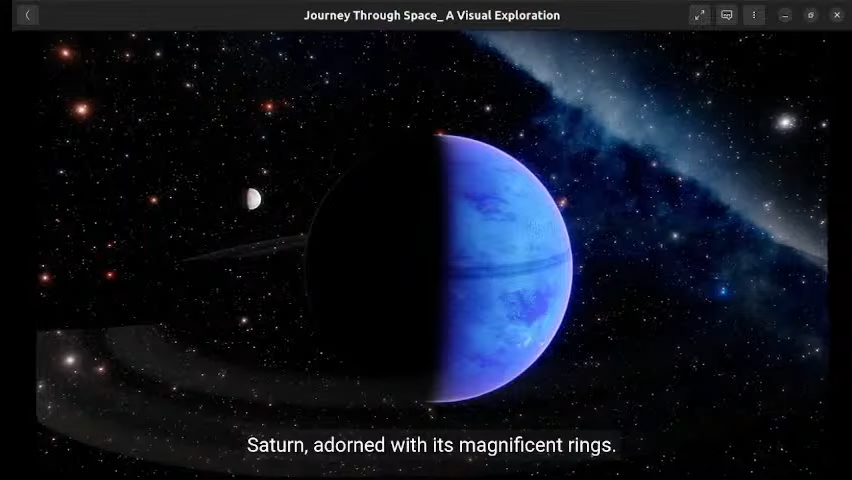 Journey Through Space_ A Visual Exploration
Saturn, adorned with its magnificent rings.